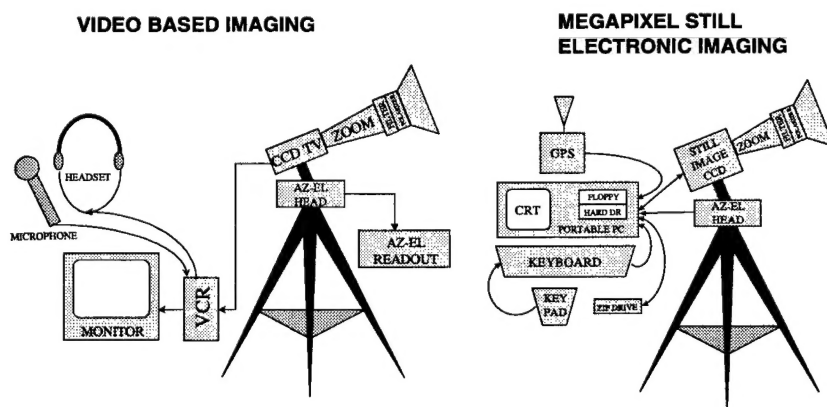 VIDEO BASED IMAGING
MEGAPIXEL STILL
ELECTRONIC IMAGING
HEADSET
MICROPHONE
MONITOR
VCR
CCD TV
ZOOM
AZ-EL
HEAD
AZ-EL
READOUT
GPS
CRT
FLOPPY
HARD DR
PORTABLE PC
KEYBOARD
KEY
PAD
ZIP DRIVE
STILL
IMAGE
CCD
ZOOM
AZ-EL
HEAD